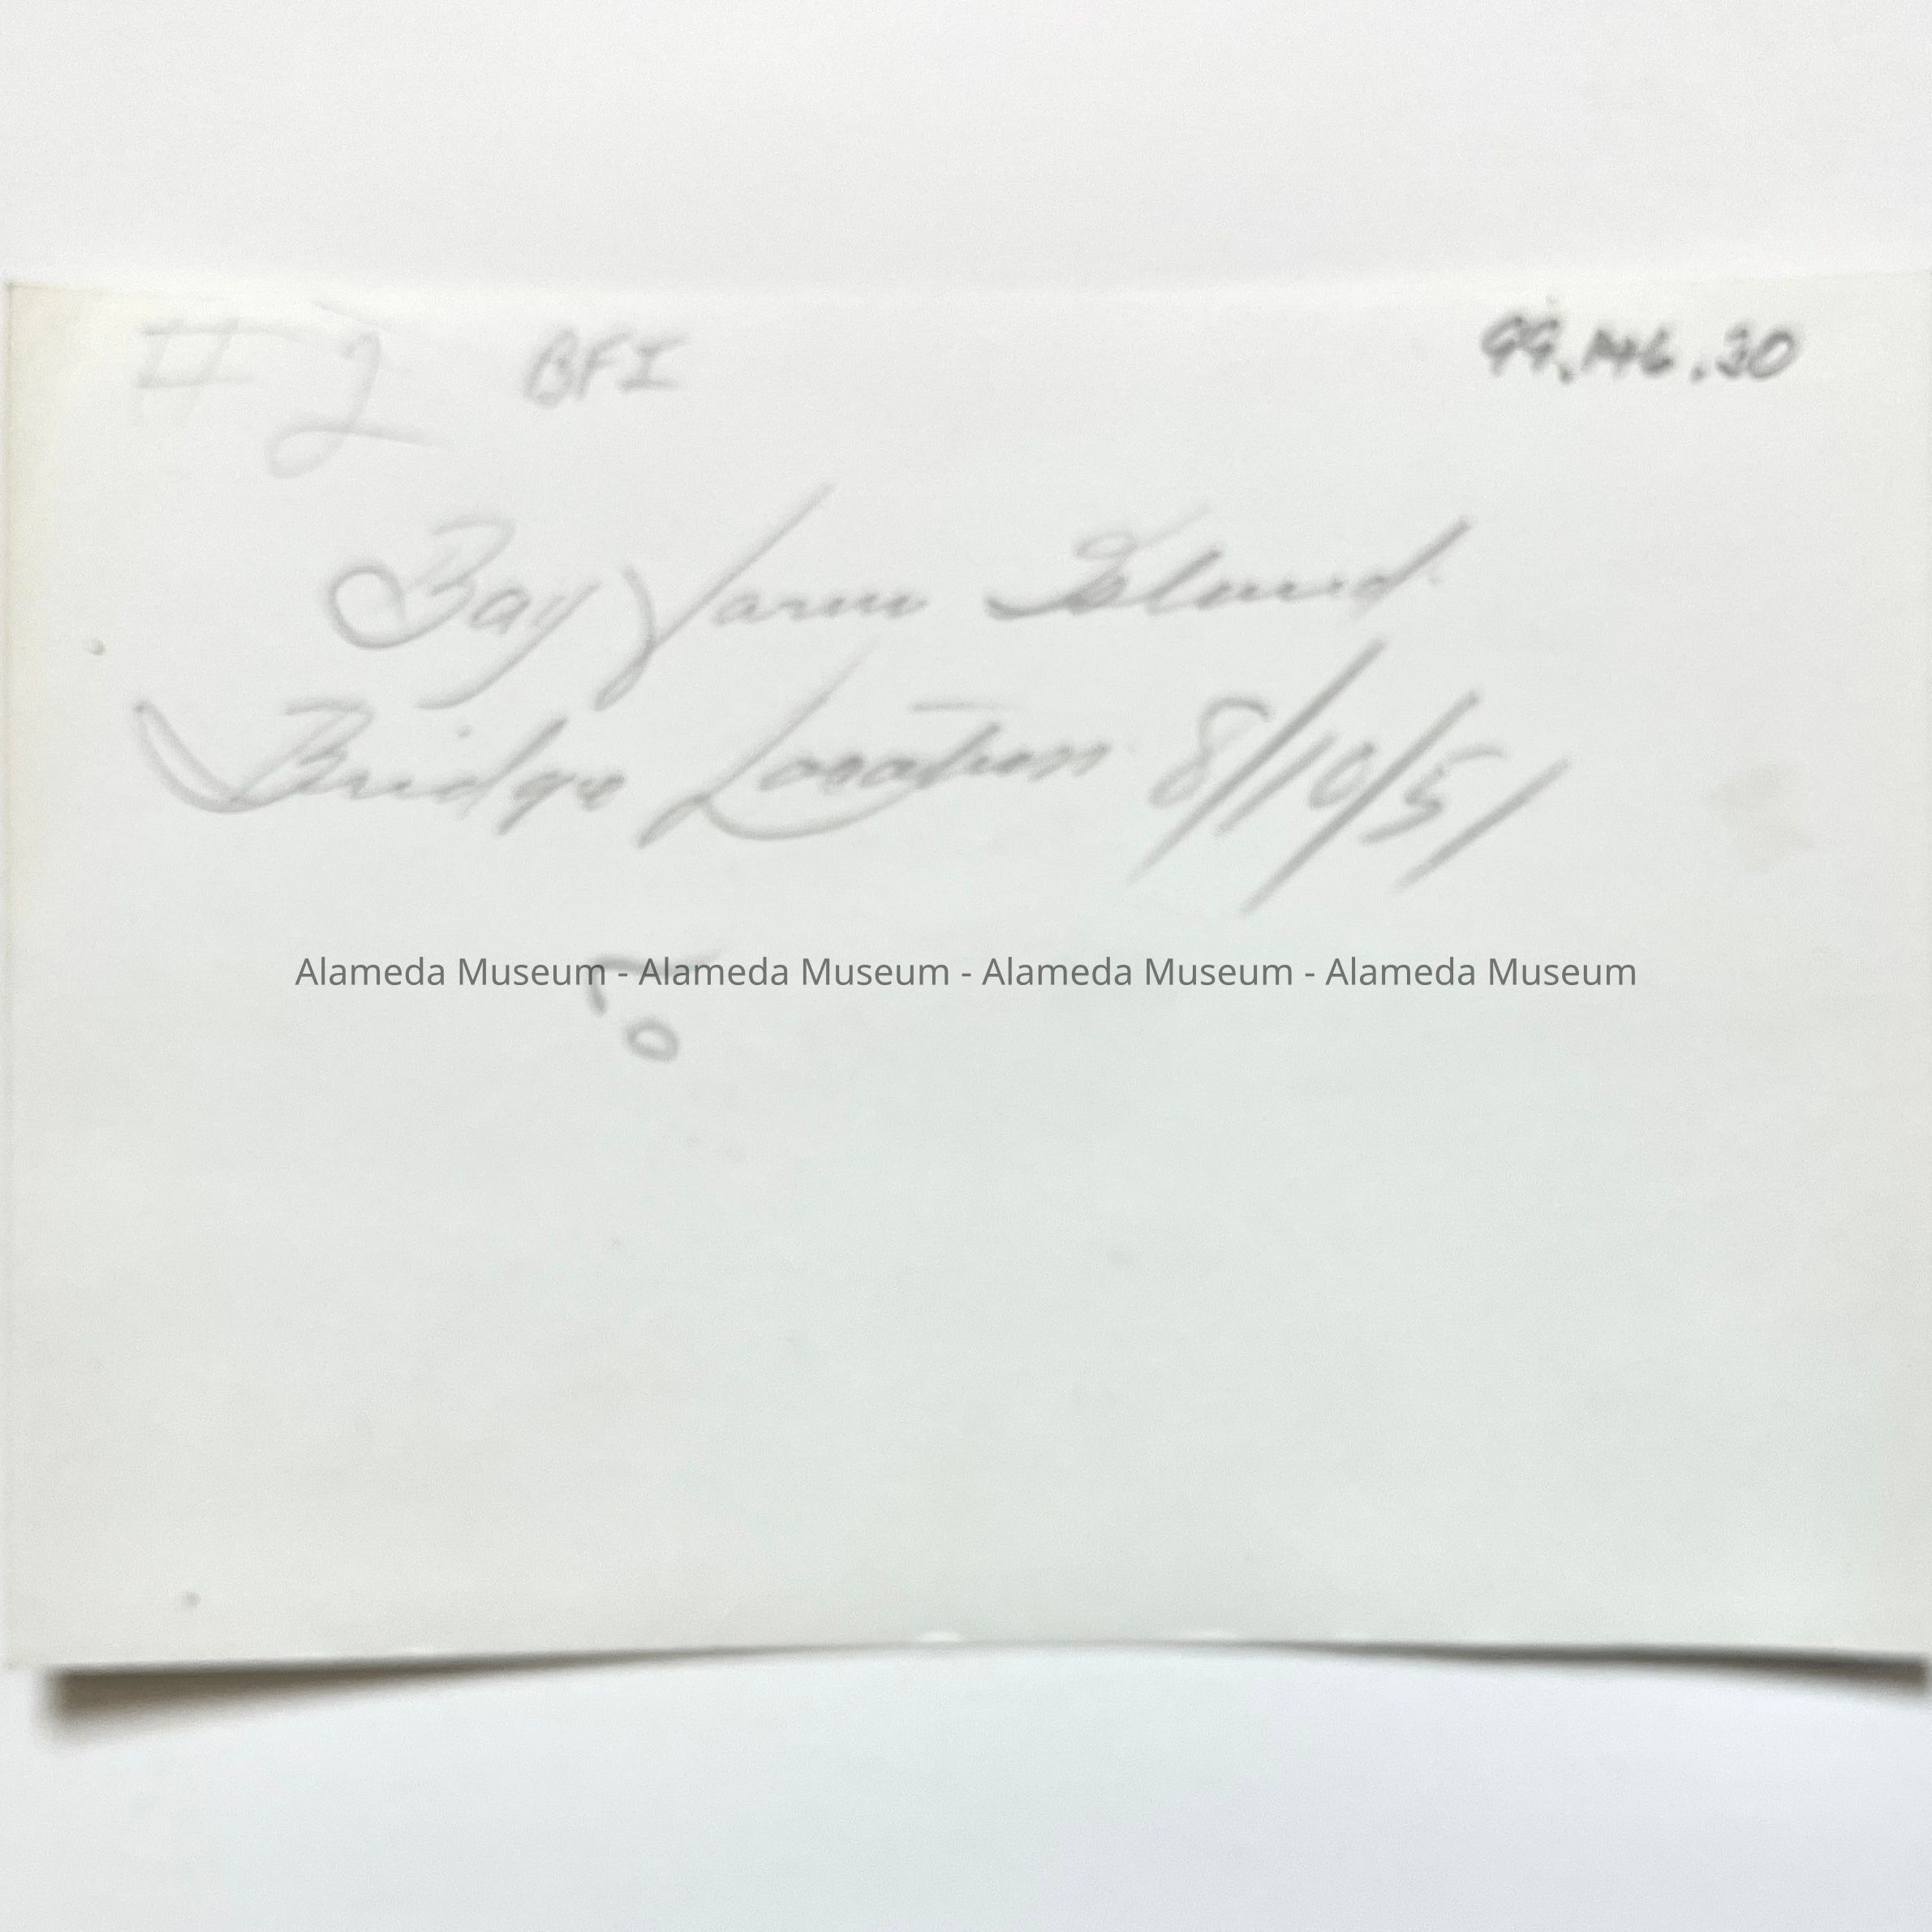 #2 BFI 99.146.30
Bay Farm Island
Bridge Location 8/10/51
Alameda Museum - Alameda Museum - Alameda Museum - Alameda Museum